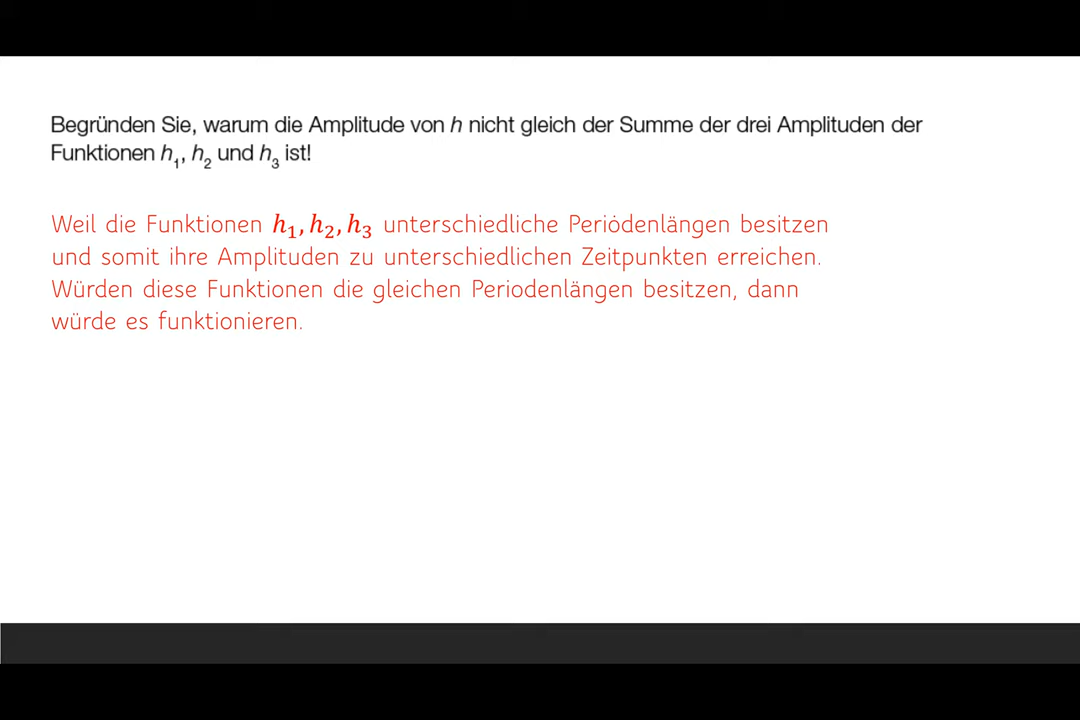 Begründen Sie, warum die Amplitude von h nicht gleich der Summe der drei Amplituden der
Funktionen h₁, h₂ und h₃ ist!
Weil die Funktionen h₁, h₂, h₃ unterschiedliche Periodenlängen besitzen
und somit ihre Amplituden zu unterschiedlichen Zeitpunkten erreichen.
Würden diese Funktionen die gleichen Periodenlängen besitzen, dann
würde es funktionieren.